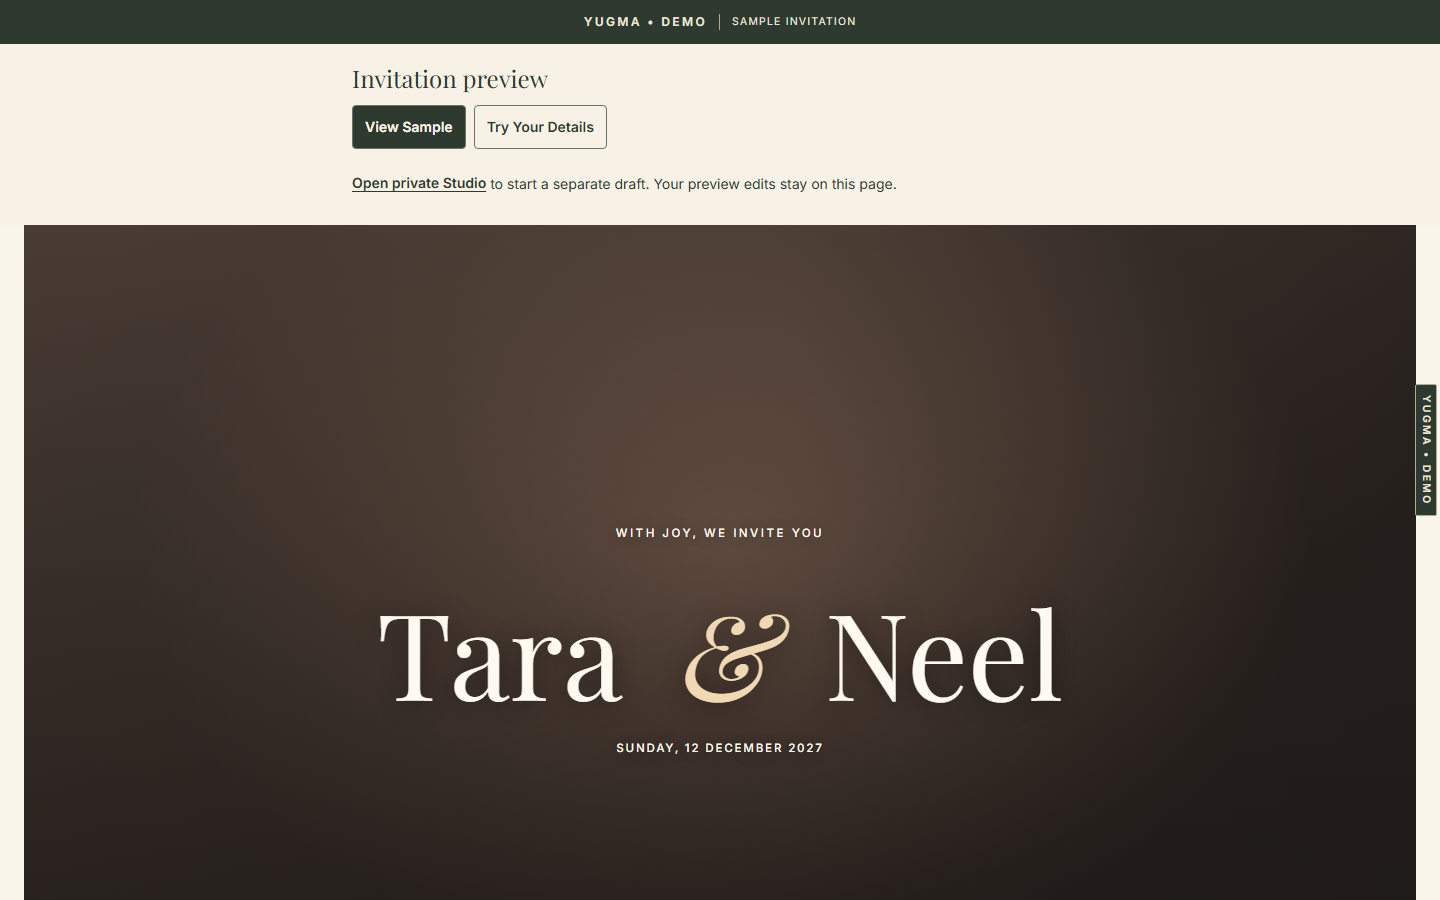 YUGMA • DEMO SAMPLE INVITATION
Invitation preview
View Sample Try Your Details
Open private Studio to start a separate draft. Your preview edits stay on this page.
YUGMA • DEMO
WITH JOY, WE INVITE YOU
Tara & Neel
SUNDAY, 12 DECEMBER 2027